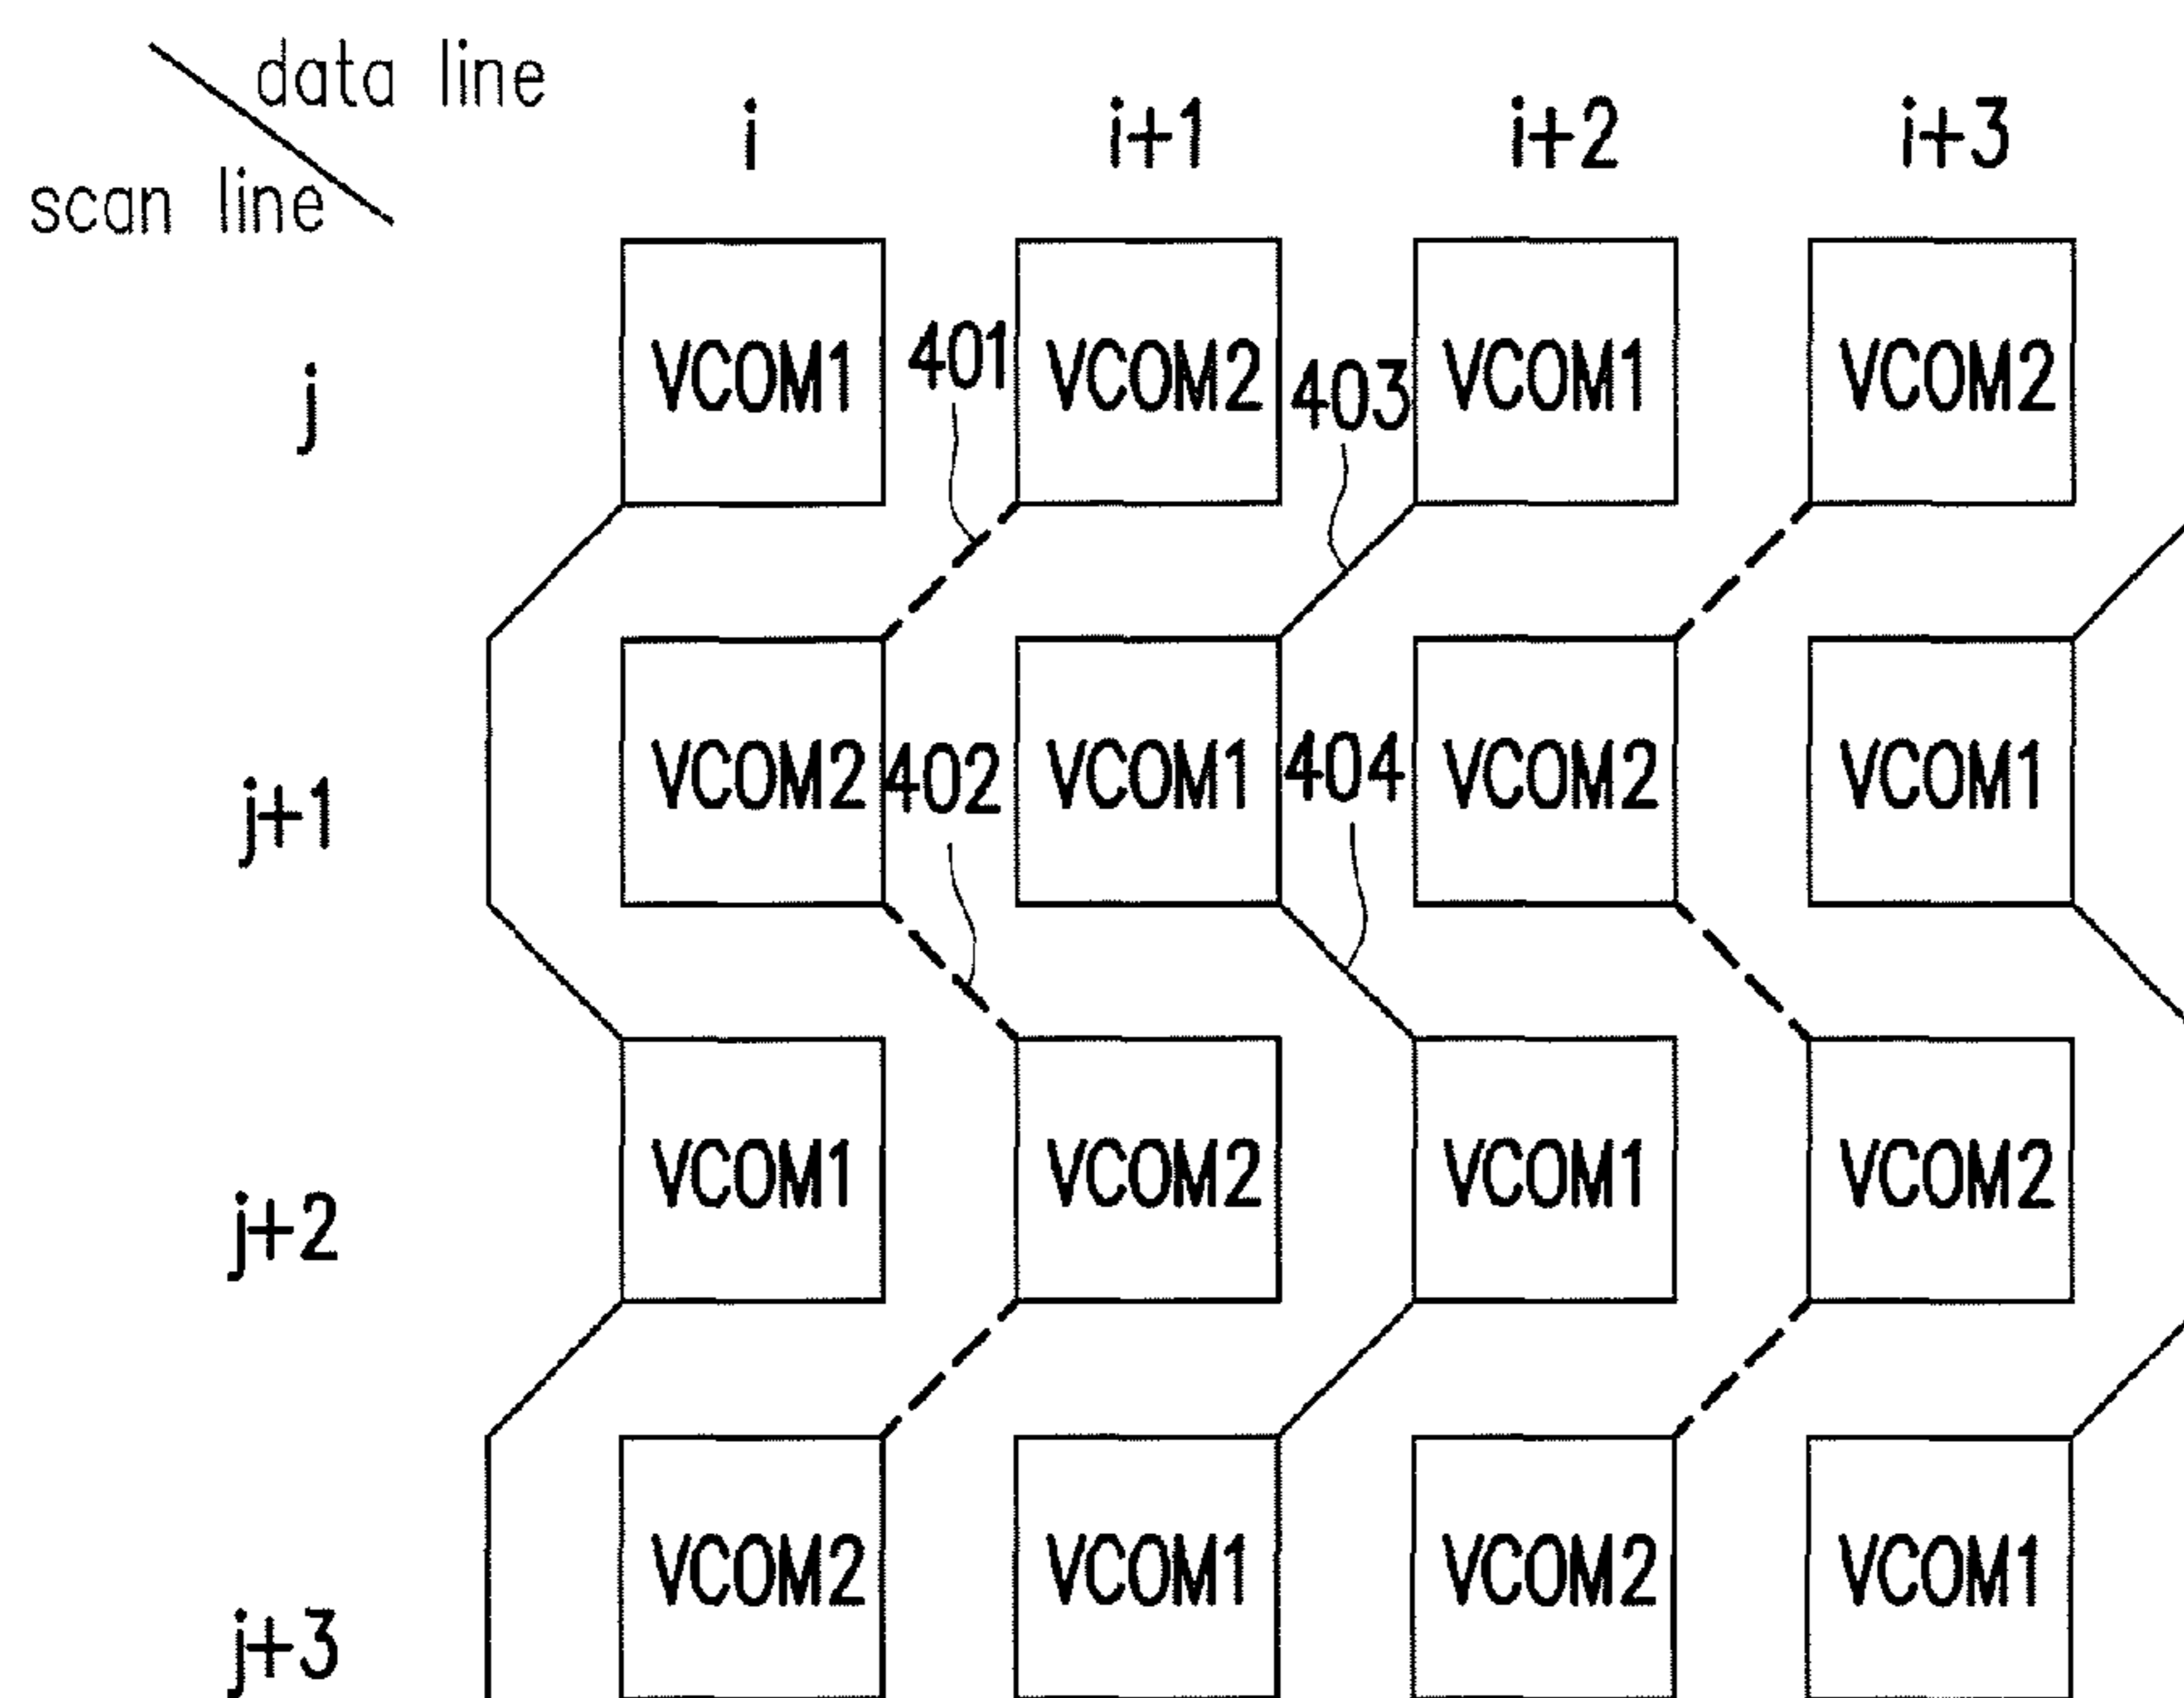 data line
scan line
i i+1 i+2 i+3
j VCOM1 401 VCOM2 403 VCOM1 VCOM2
j+1 VCOM2 402 VCOM1 404 VCOM2 VCOM1
j+2 VCOM1 VCOM2 VCOM1 VCOM2
j+3 VCOM2 VCOM1 VCOM2 VCOM1